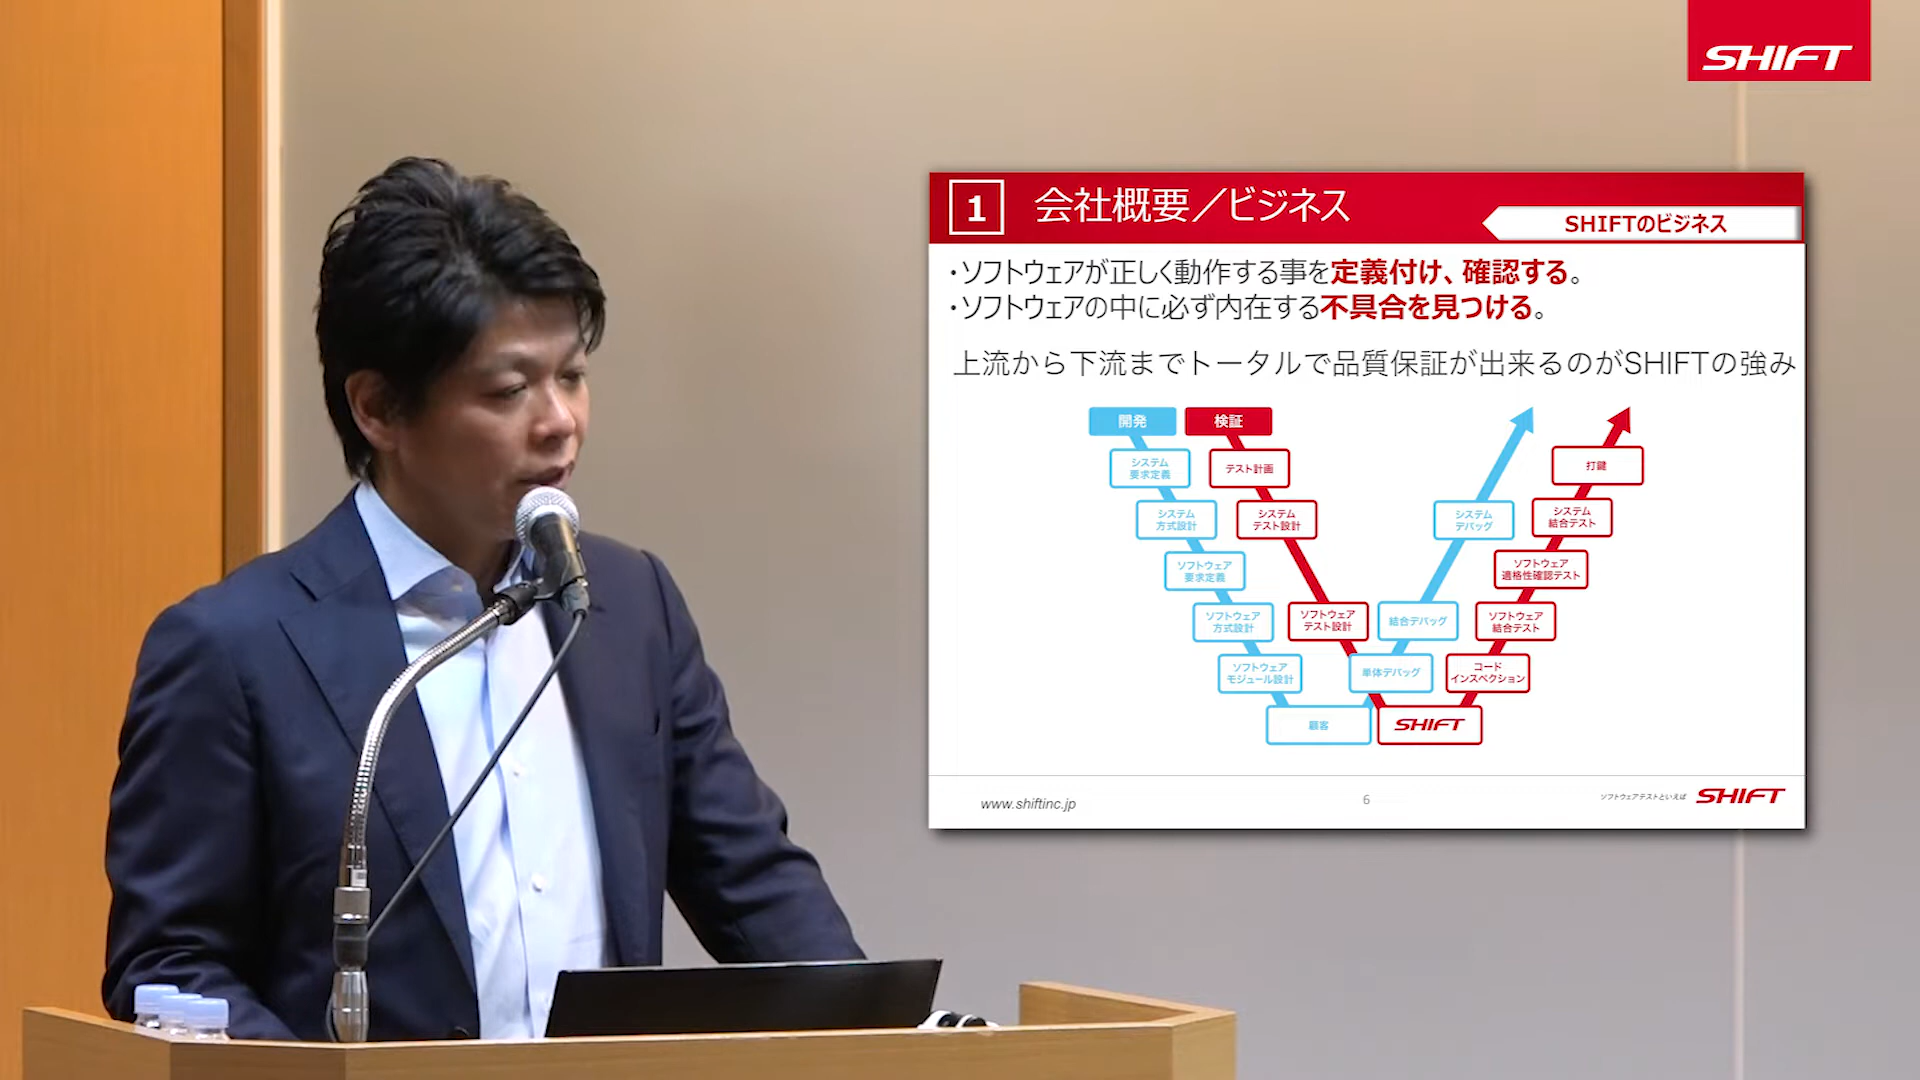 SHIFT
1
会社概要／ビジネス
SHIFTのビジネス
・ソフトウェアが正しく動作する事を定義付け、確認する。
・ソフトウェアの中に必ず内在する不具合を見つける。
上流から下流までトータルで品質保証が出来るのがSHIFTの強み
開発
検証
システム
要求定義
テスト計画
打鍵
システム
方式設計
システム
テスト設計
システム
デバッグ
システム
結合テスト
ソフトウェア
要求定義
ソフトウェア
適格性確認テスト
ソフトウェア
方式設計
ソフトウェア
テスト設計
結合デバッグ
ソフトウェア
結合テスト
ソフトウェア
モジュール設計
単体デバッグ
コード
インスペクション
顧客
SHIFT
www.shiftinc.jp
6
ソフトウェアテストといえば
SHIFT